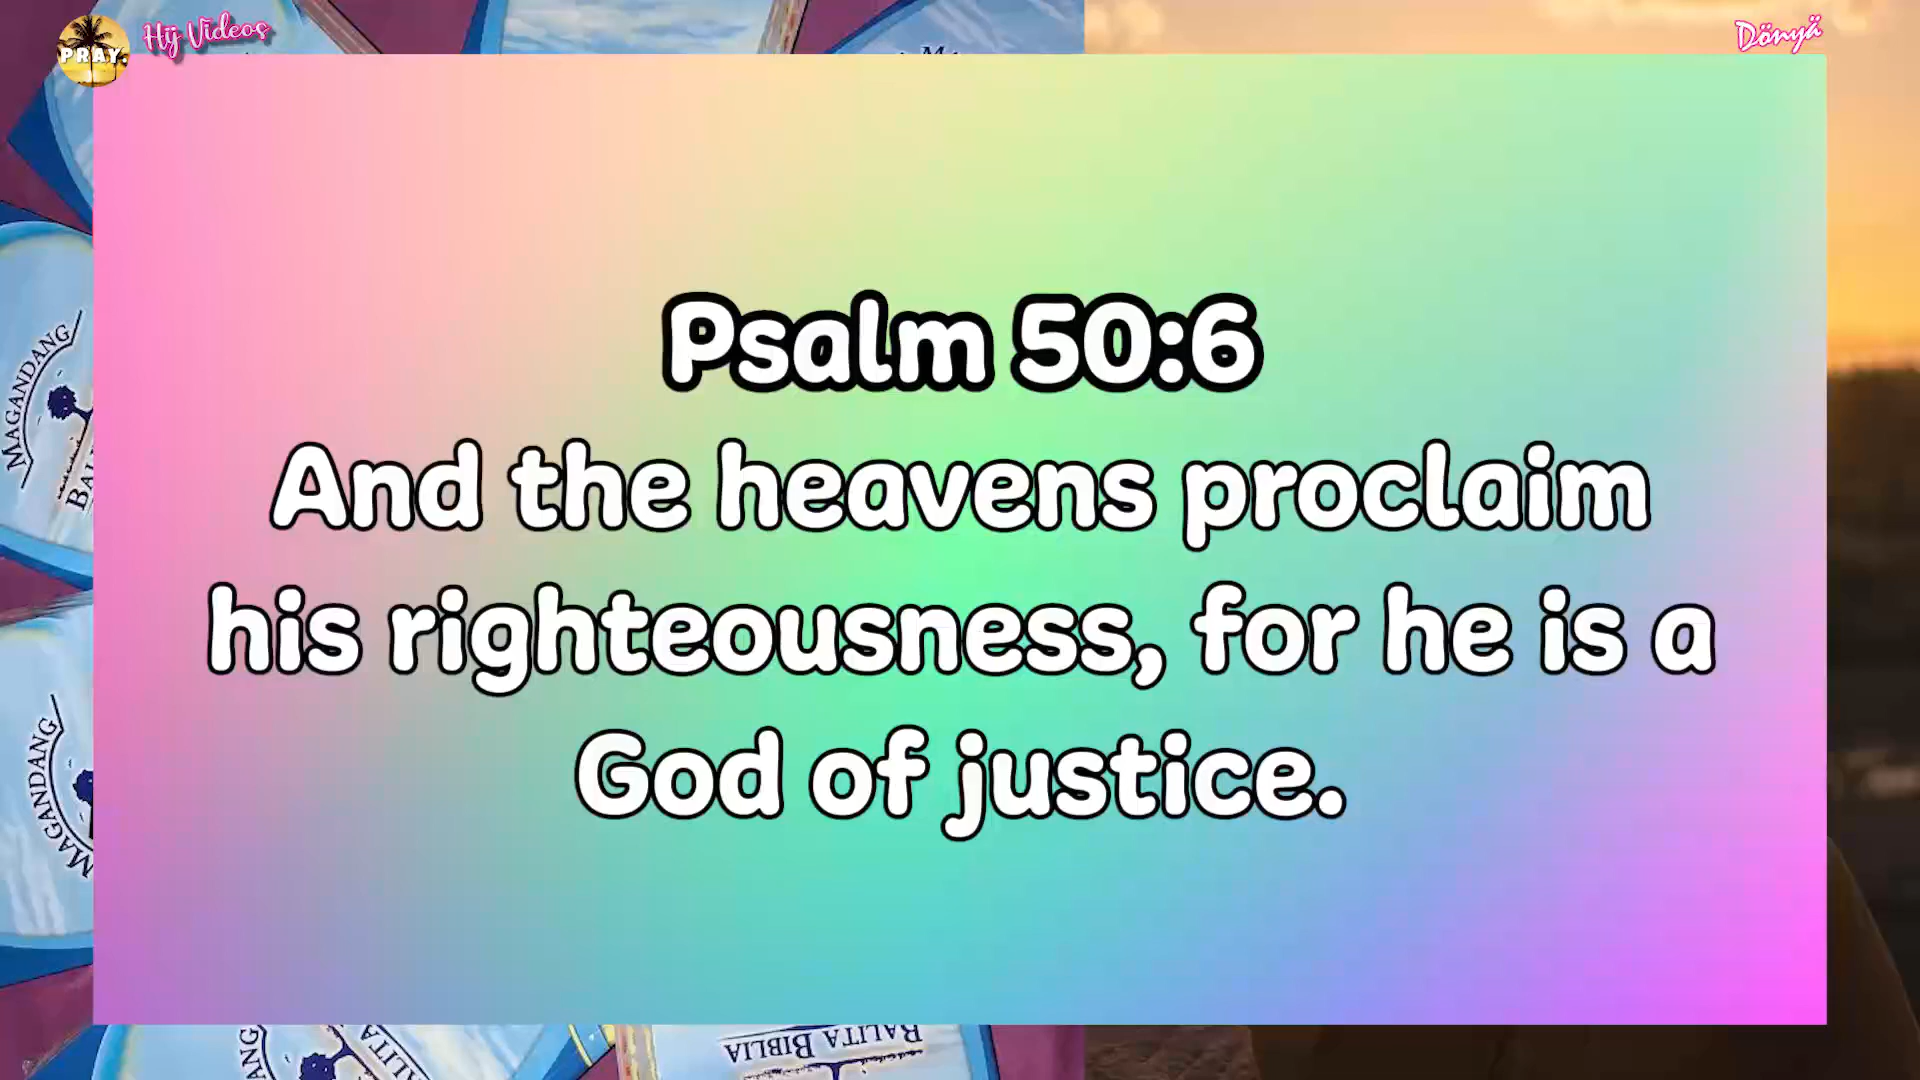 PRAY.
Hÿ Videos
Dönyä
Psalm 50:6
And the heavens proclaim
his righteousness, for he is a
God of justice.
MAGANDANG
MAGANDANG
BALITA BIBLIA